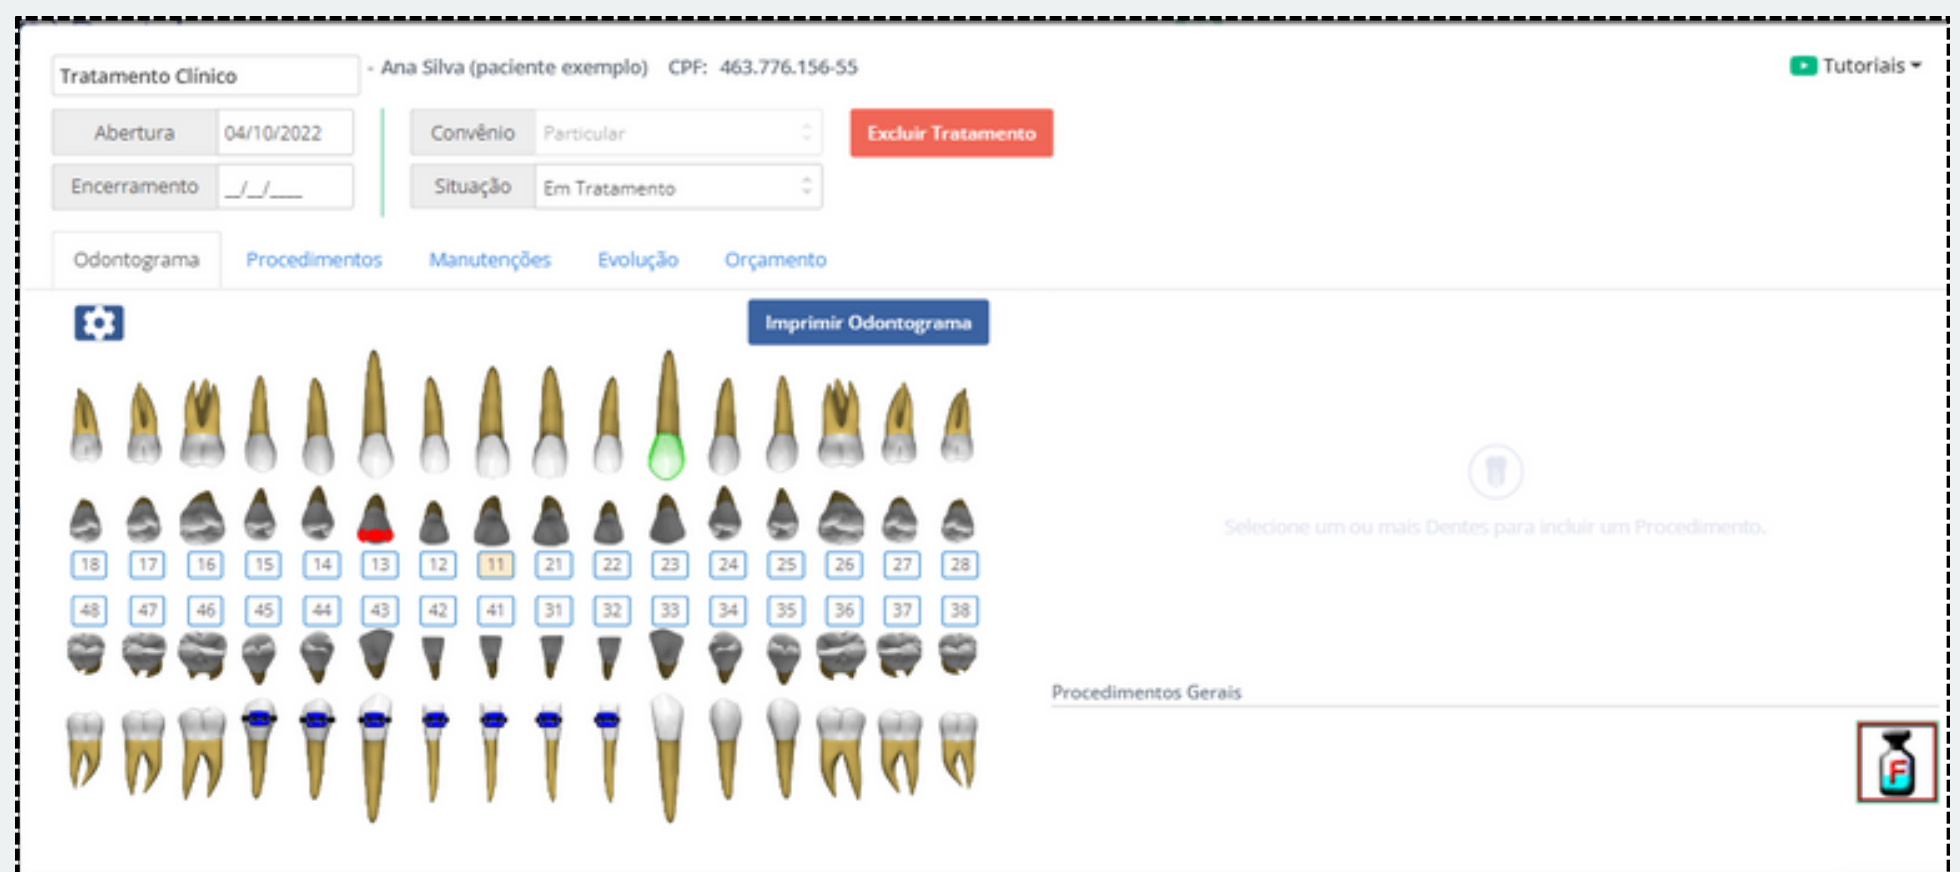 Tratamento Clínico - Ana Silva (paciente exemplo) CPF: 463.776.156-55 Tutoriais
Abertura 04/10/2022 Convênio Particular Excluir Tratamento
Encerramento __/__/____ Situação Em Tratamento
Odontograma Procedimentos Manutenções Evolução Orçamento
Imprimir Odontograma
Selecione um ou mais Dentes para incluir um Procedimento.
18 17 16 15 14 13 12 11 21 22 23 24 25 26 27 28
48 47 46 45 44 43 42 41 31 32 33 34 35 36 37 38
Procedimentos Gerais
F